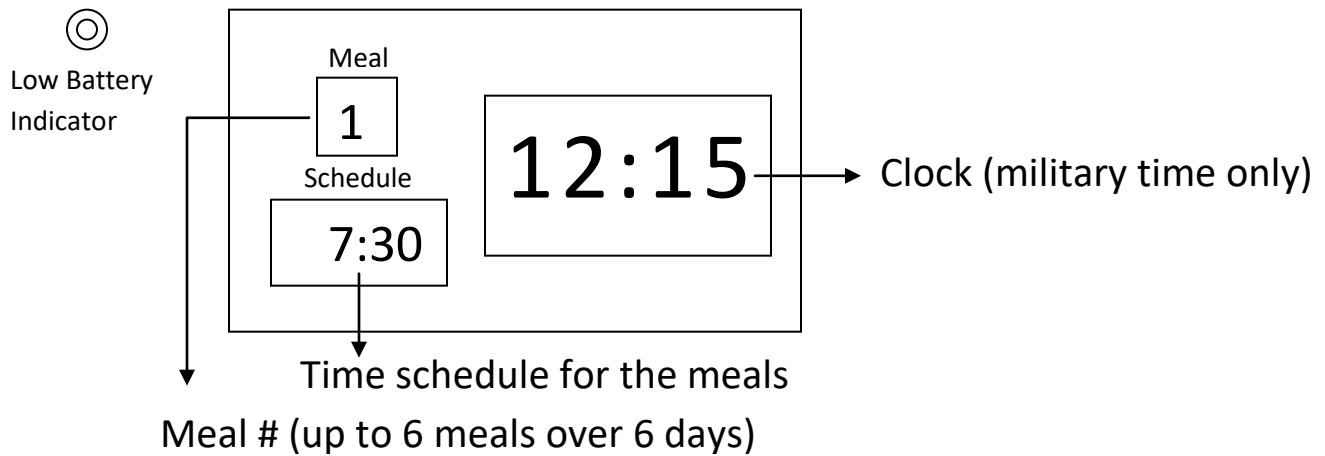 Low Battery
Indicator
Meal
1
Schedule
7:30
12:15
Clock (military time only)
Time schedule for the meals
Meal # (up to 6 meals over 6 days)